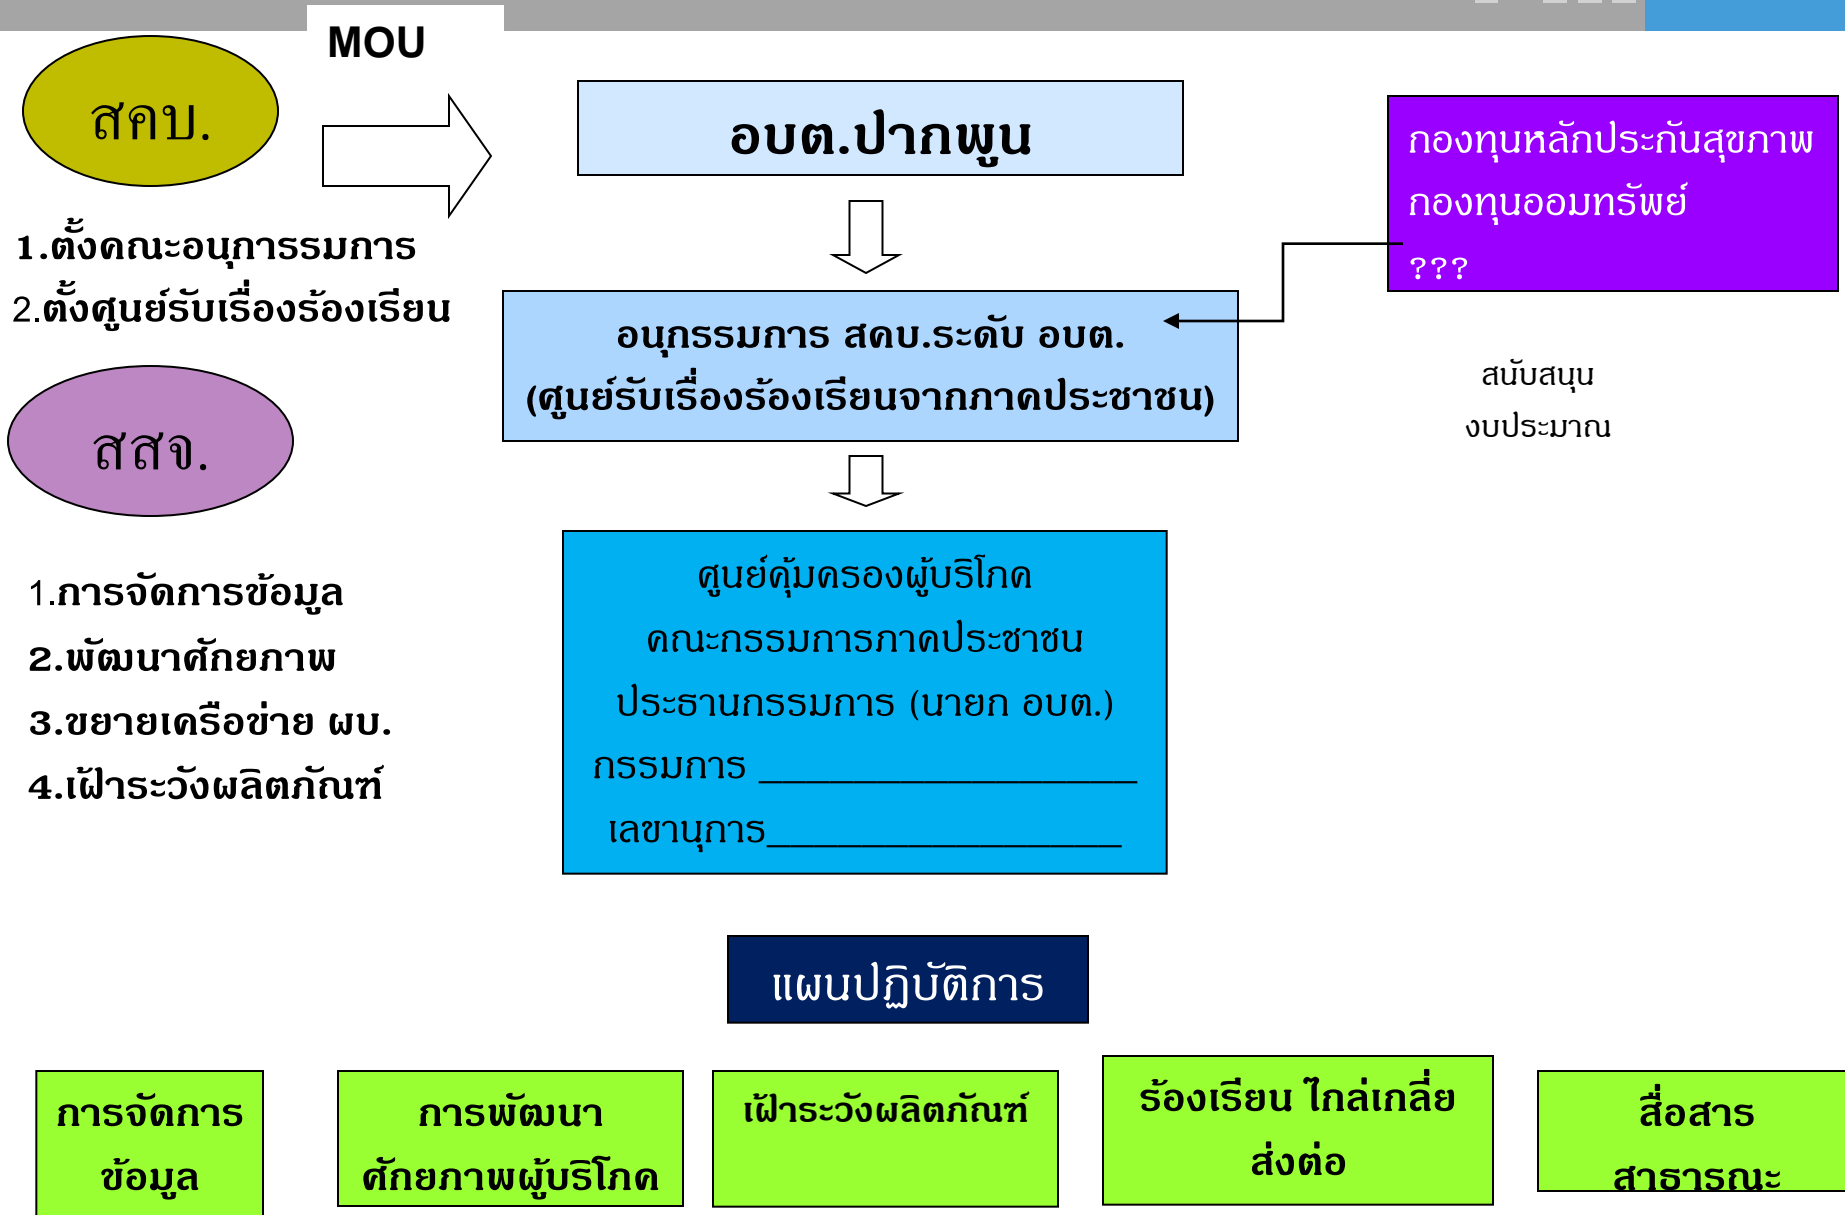 MOU
สคบ.
อบต.ปากพูน
กองทุนหลักประกันสุขภาพ
กองทุนออมทรัพย์
???
1.ตั้งคณะอนุการรมการ
2.ตั้งศูนย์รับเรื่องร้องเรียน
อนุกรรมการ สคบ.ระดับ อบต.
(ศูนย์รับเรื่องร้องเรียนจากภาคประชาชน)
สนับสนุน
งบประมาณ
สสจ.
1.การจัดการข้อมูล
2.พัฒนาศักยภาพ
3.ขยายเครือข่าย ผบ.
4.เฝ้าระวังผลิตภัณฑ์
ศูนย์คุ้มครองผู้บริโภค
คณะกรรมการภาคประชาชน
ประธานกรรมการ (นายก อบต.)
กรรมการ ________________
เลขานุการ_______________
แผนปฏิบัติการ
การจัดการ
ข้อมูล
การพัฒนา
ศักยภาพผู้บริโภค
เฝ้าระวังผลิตภัณฑ์
ร้องเรียน ไกล่เกลี่ย
ส่งต่อ
สื่อสาร
สาธารณะ